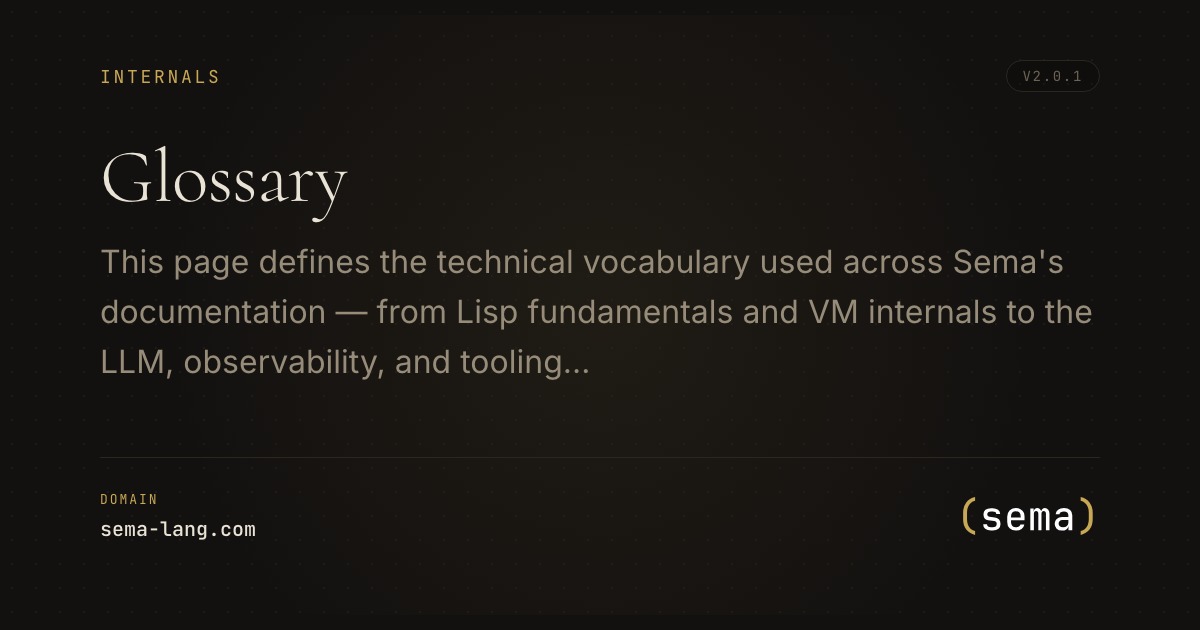 INTERNALS
V2.0.1
Glossary
This page defines the technical vocabulary used across Sema's
documentation — from Lisp fundamentals and VM internals to the
LLM, observability, and tooling...
DOMAIN
sema-lang.com
(sema)